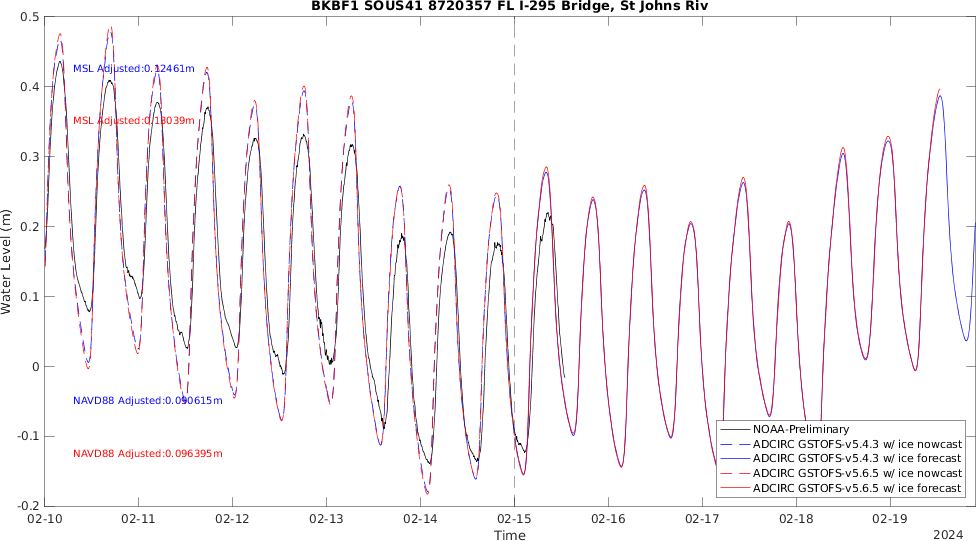 BKBF1 SOUS41 8720357 FL I-295 Bridge, St Johns Riv
Water Level (m)
0.5
0.4
0.3
0.2
0.1
0
-0.1
-0.2
MSL Adjusted:0.12461m
MSL Adjusted:0.13039m
NAVD88 Adjusted:0.090615m
NAVD88 Adjusted:0.096395m
NOAA-Preliminary
ADCIRC GSTOFS-v5.4.3 w/ ice nowcast
ADCIRC GSTOFS-v5.4.3 w/ ice forecast
ADCIRC GSTOFS-v5.6.5 w/ ice nowcast
ADCIRC GSTOFS-v5.6.5 w/ ice forecast
02-10 02-11 02-12 02-13 02-14 02-15 02-16 02-17 02-18 02-19
Time
2024